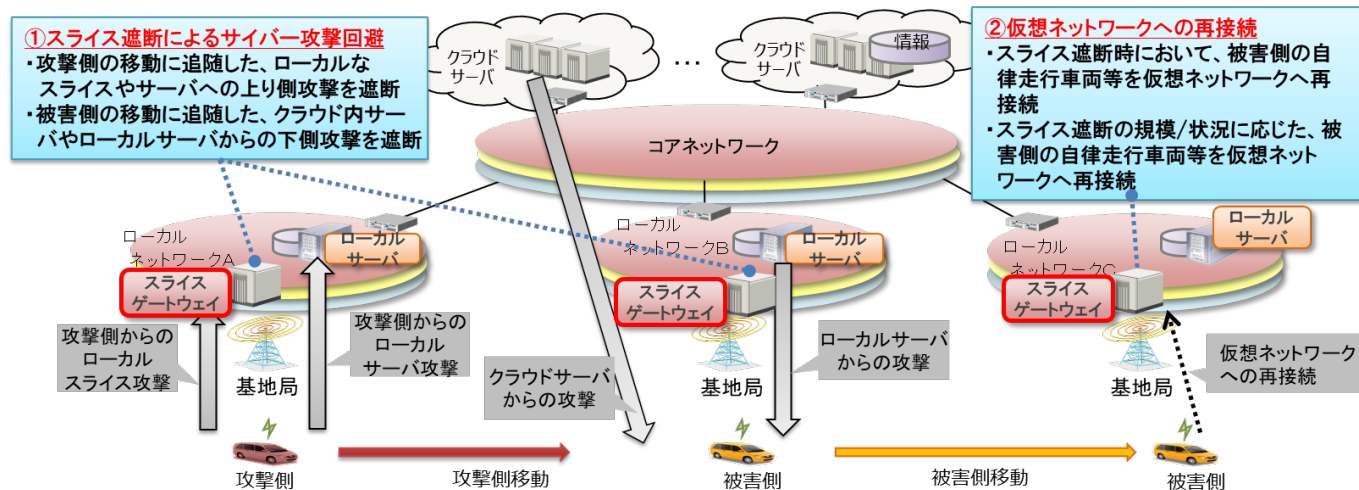 ①スライス遮断によるサイバー攻撃回避
・攻撃側の移動に追随した、ローカルな
スライスやサーバへの上り側攻撃を遮断
・被害側の移動に追随した、クラウド内サー
バやローカルサーバからの下側攻撃を遮断
クラウド
サーバ
…
クラウド
サーバ
情報
②仮想ネットワークへの再接続
・スライス遮断時において、被害側の自
律走行車両等を仮想ネットワークへ再
接続
・スライス遮断の規模/状況に応じた、被
害側の自律走行車両等を仮想ネット
ワークへ再接続
コアネットワーク
ローカル
ネットワークA
ローカル
サーバ
スライス
ゲートウェイ
ローカル
ネットワークB
ローカル
サーバ
スライス
ゲートウェイ
ローカル
ネットワークC
ローカル
サーバ
スライス
ゲートウェイ
攻撃側からの
ローカル
スライス攻撃
基地局
攻撃側からの
ローカル
サーバ攻撃
クラウドサーバ
からの攻撃
基地局
ローカルサーバ
からの攻撃
基地局
仮想ネットワーク
への再接続
攻撃側
攻撃側移動
被害側
被害側移動
被害側